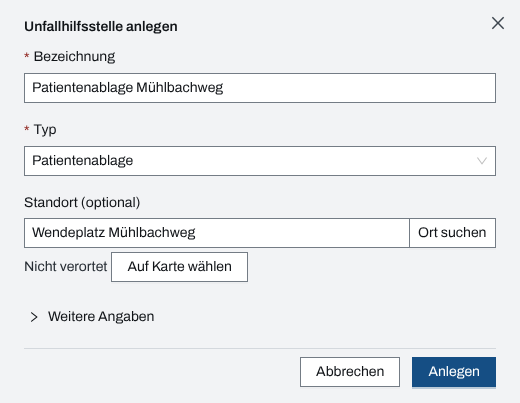 Unfallhilfsstelle anlegen
* Bezeichnung
Patientenablage Mühlbachweg
* Typ
Patientenablage
Standort (optional)
Wendeplatz Mühlbachweg Ort suchen
Nicht verortet Auf Karte wählen
Weitere Angaben
Abbrechen Anlegen